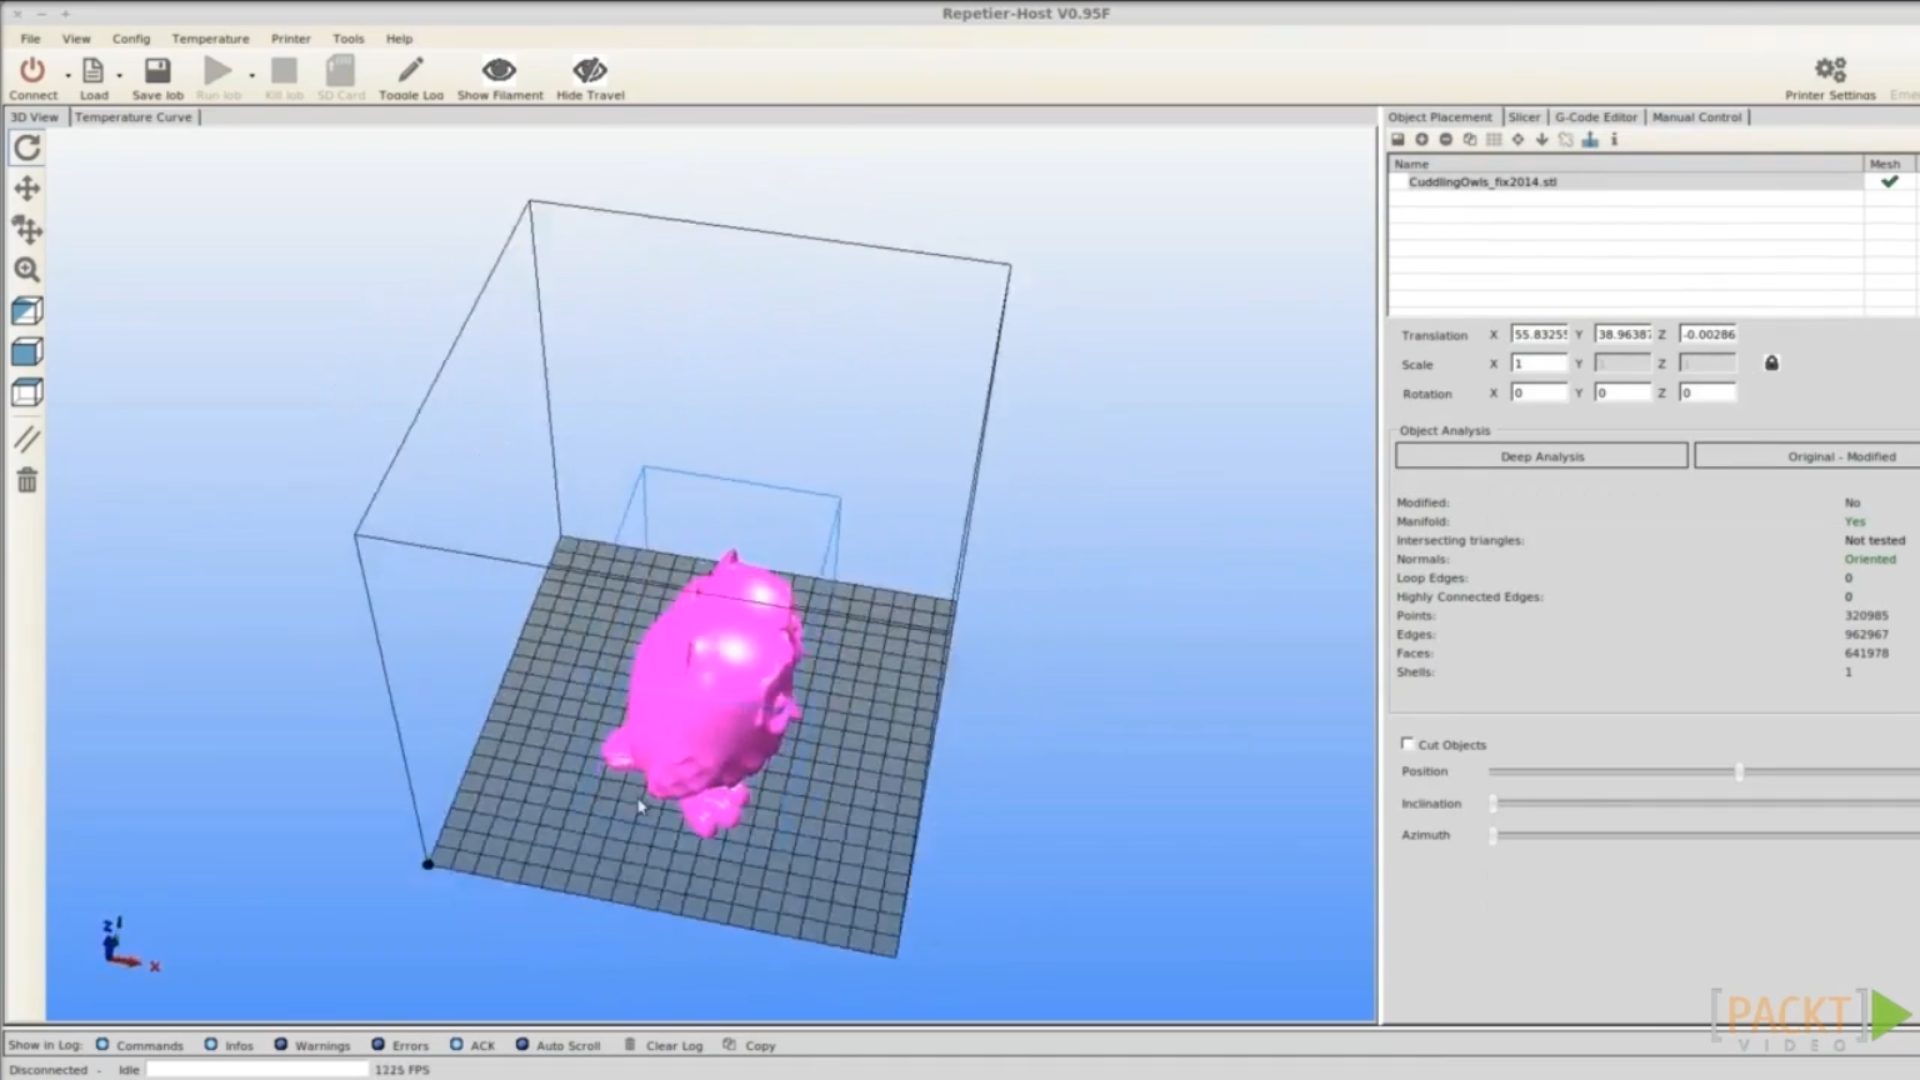 Repetier-Host V0.95F
File View Config Temperature Printer Tools Help
Connect Load Save Job Run Job Kill Job SD Card Toggle Log Show Filament Hide Travel Printer Settings Eme
3D View Temperature Curve
Object Placement Slicer G-Code Editor Manual Control
Name Mesh
CuddlingOwls_fix2014.stl
Translation X 55.83255 Y 38.96387 Z -0.00286
Scale X 1 Y 1 Z 1
Rotation X 0 Y 0 Z 0
Object Analysis
Deep Analysis Original - Modified
Modified: No
Manifold: Yes
Intersecting triangles: Not tested
Normals: Oriented
Loop Edges: 0
Highly Connected Edges: 0
Points: 320985
Edges: 962967
Faces: 641978
Shells: 1
Cut Objects
Position
Inclination
Azimuth
z
x
[PACKT]
VIDEO
Show in Log: Commands Infos Warnings Errors ACK Auto Scroll Clear Log Copy
Disconnected - Idle 1225 FPS